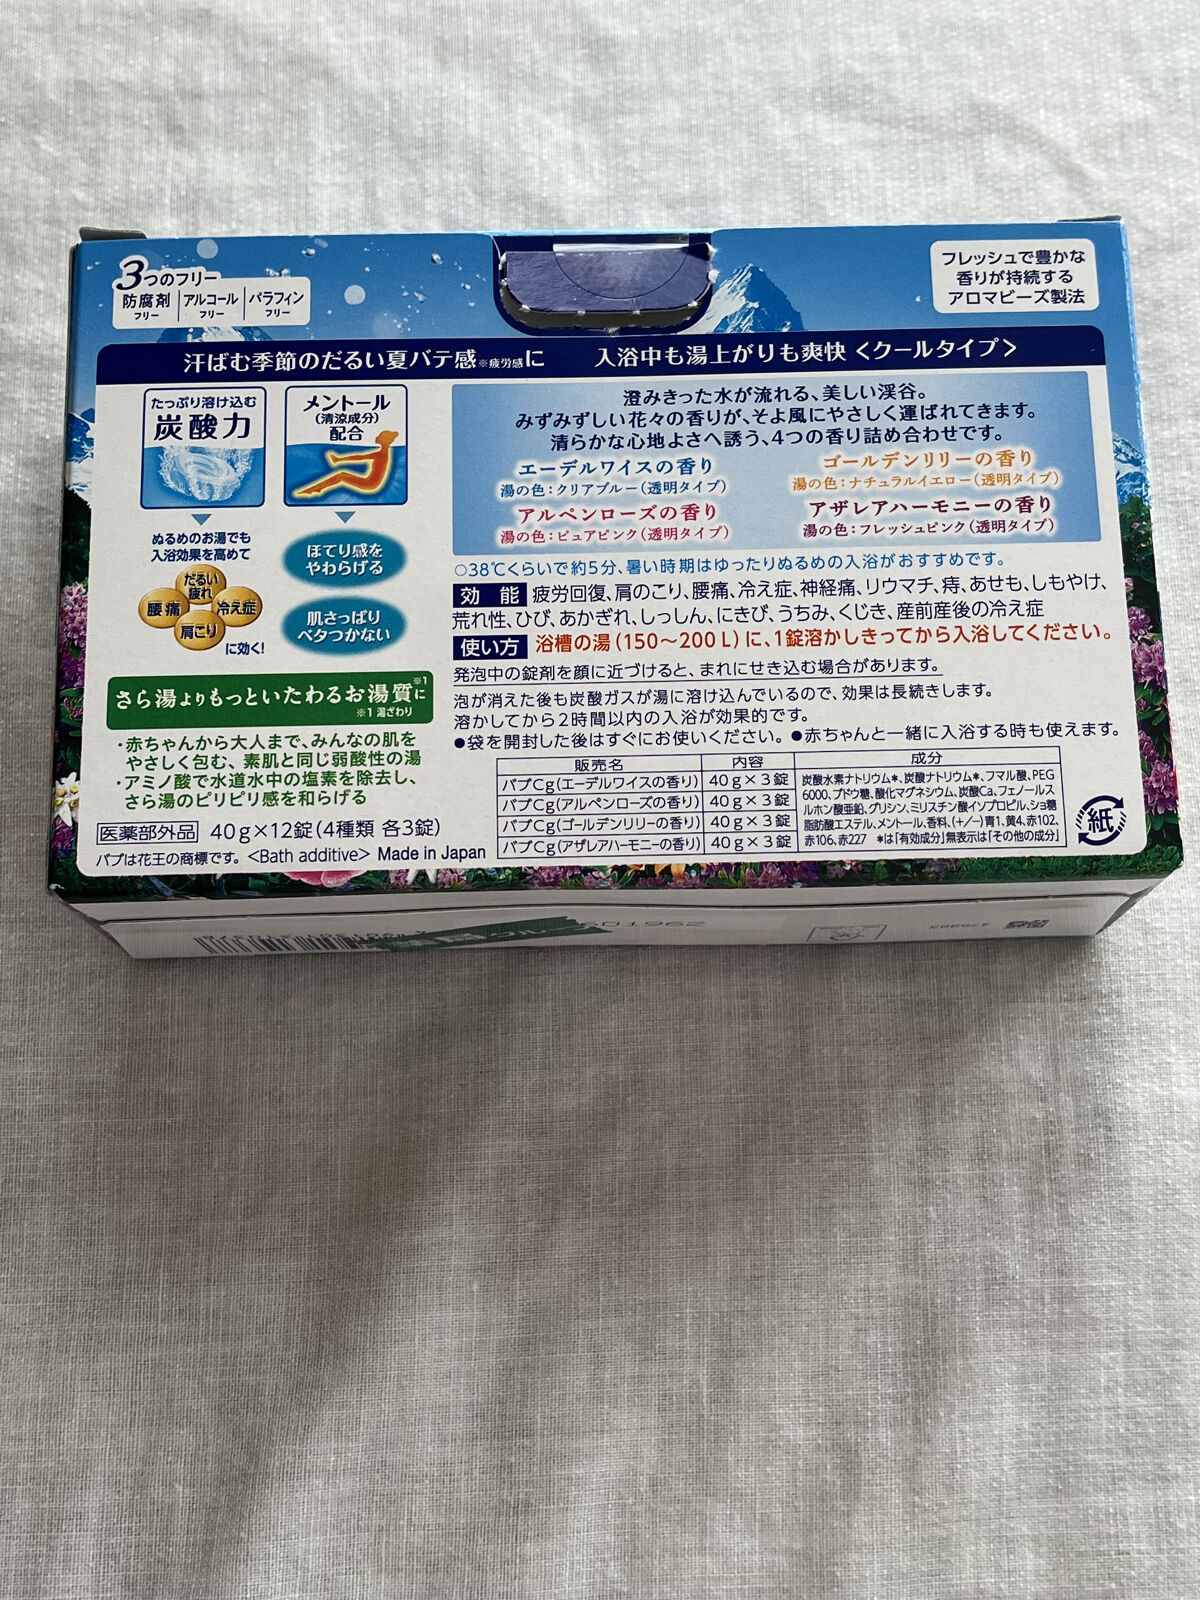 3つのフリー
防腐剤フリー アルコールフリー パラフィンフリー
フレッシュで豊かな
香りが持続する
アロマビーズ製法
汗ばむ季節のだるい夏バテ感※疲労感に 入浴中も湯上がりも爽快<クールタイプ>
たっぷり溶け込む
炭酸力
メントール
(清涼成分)
配合
ぬるめのお湯でも
入浴効果を高めて
だるい
疲れ
腰痛
冷え症
肩こり
に効く!
ほてり感を
やわらげる
肌さっぱり
ベタつかない
さら湯よりもっといたわるお湯質※1に
※1 湯ざわり
・赤ちゃんから大人まで、みんなの肌を
やさしく包む、素肌と同じ弱酸性の湯
・アミノ酸で水道水中の塩素を除去し、
さら湯のピリピリ感を和らげる
医薬部外品 40g×12錠(4種類 各3錠)
バブは花王の商標です。<Bath additive> Made in Japan
澄みきった水が流れる、美しい渓谷。
みずみずしい花々の香りが、そよ風にやさしく運ばれてきます。
清らかな心地よさへ誘う、4つの香り詰め合わせです。
エーデルワイスの香り
湯の色:クリアブルー(透明タイプ)
ゴールデンリリーの香り
湯の色:ナチュラルイエロー(透明タイプ)
アルペンローズの香り
湯の色:ピュアピンク(透明タイプ)
アザレアハーモニーの香り
湯の色:フレッシュピンク(透明タイプ)
○38℃くらいで約5分、暑い時期はゆったりぬるめの入浴がおすすめです。
効能 疲労回復、肩のこり、腰痛、冷え症、神経痛、リウマチ、痔、あせも、しもやけ、
荒れ性、ひび、あかぎれ、しっしん、にきび、うちみ、くじき、産前産後の冷え症
使い方 浴槽の湯(150〜200L)に、1錠溶かしきってから入浴してください。
発泡中の錠剤を顔に近づけると、まれにせき込む場合があります。
泡が消えた後も炭酸ガスが湯に溶け込んでいるので、効果は長続きします。
溶かしてから2時間以内の入浴が効果的です。
●袋を開封した後はすぐにお使いください。●赤ちゃんと一緒に入浴する時も使えます。
販売名 内容 成分
バブCg(エーデルワイスの香り) 40g×3錠
バブCg(アルペンローズの香り) 40g×3錠
バブCg(ゴールデンリリーの香り) 40g×3錠
バブCg(アザレアハーモニーの香り) 40g×3錠
炭酸水素ナトリウム*、炭酸ナトリウム*、フマル酸、PEG
6000、ブドウ糖、酸化マグネシウム、炭酸Ca、フェノールス
ルホン酸亜鉛、グリシン、ミリスチン酸イソプロピル、ショ糖
脂肪酸エステル、メントール、香料、(+/-)青1、黄4、赤102、
赤106、赤227 *は「有効成分」無表示は「その他の成分」
紙